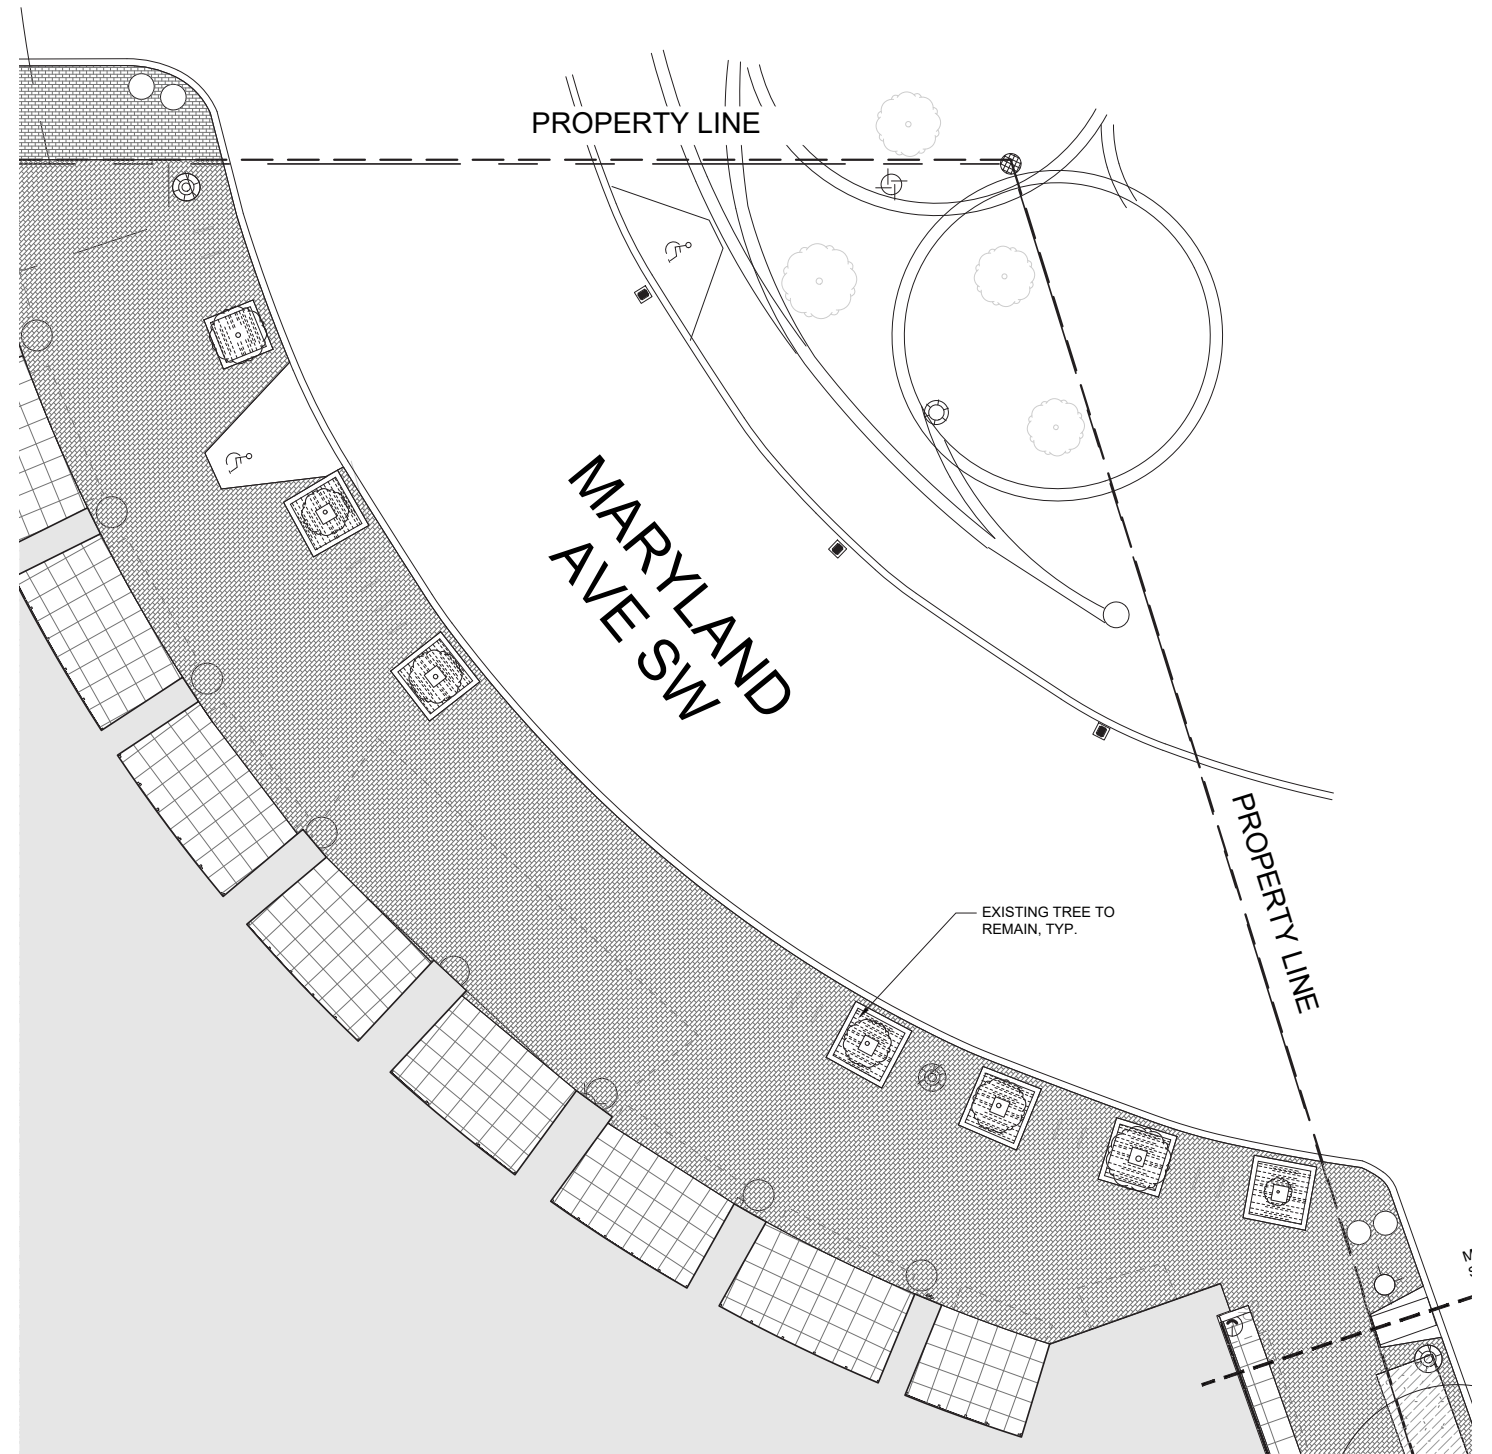 PROPERTY LINE
MARYLAND
AVE SW
PROPERTY LINE
EXISTING TREE TO
REMAIN, TYP.